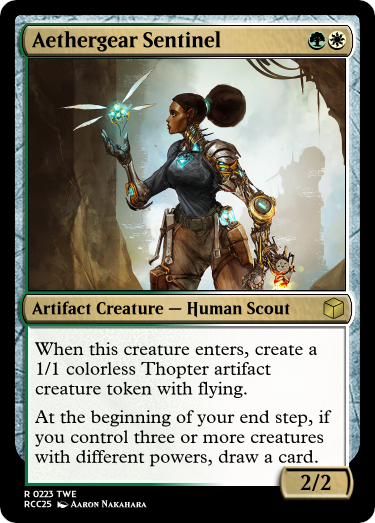 Aethergear Sentinel
Artifact Creature — Human Scout
When this creature enters, create a
1/1 colorless Thopter artifact
creature token with flying.
At the beginning of your end step, if
you control three or more creatures
with different powers, draw a card.
2/2
R 0223 TWE
RCC25 Aaron Nakahara